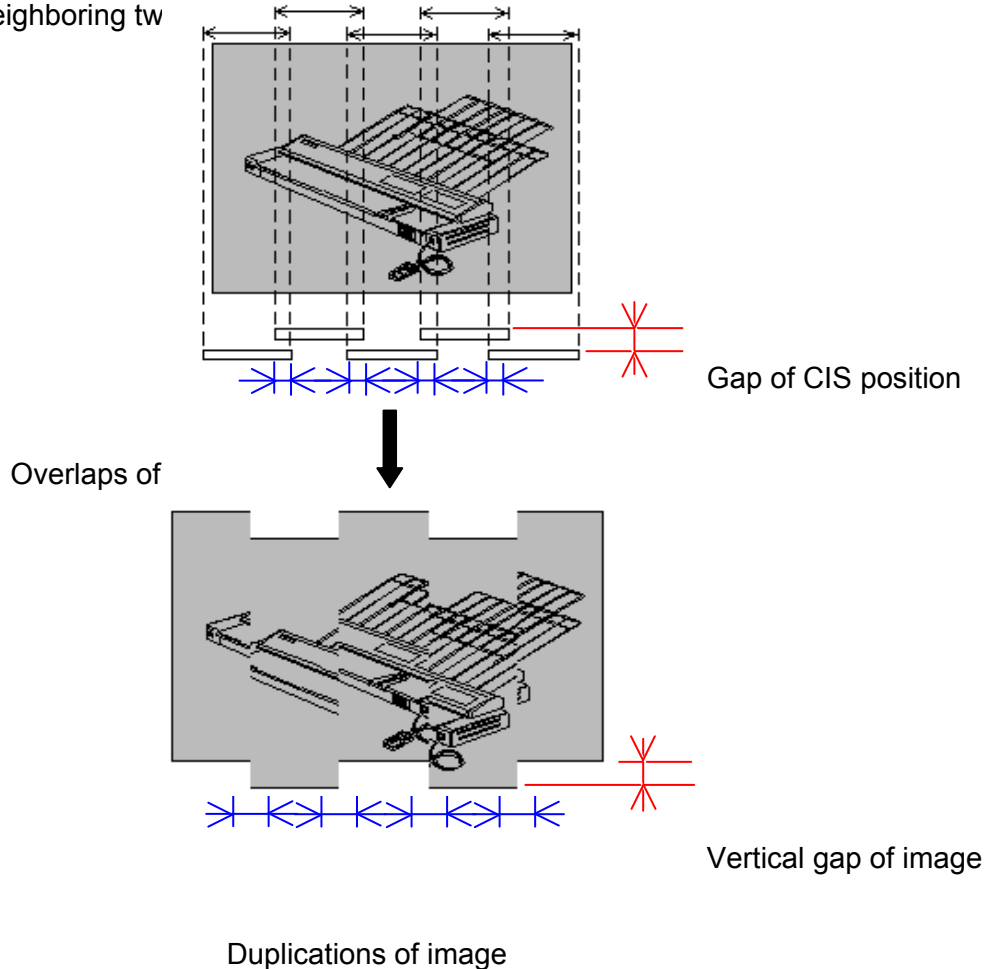 eighboring tw
Gap of CIS position
Overlaps of
Vertical gap of image
Duplications of image